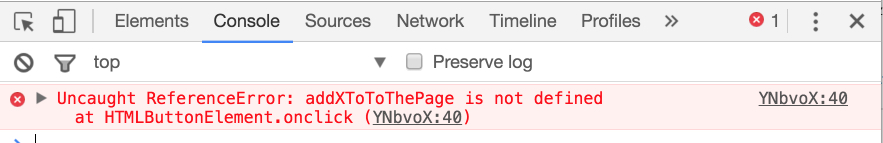 Elements Console Sources Network Timeline Profiles » 1
top Preserve log
Uncaught ReferenceError: addXToToThePage is not defined YNbvoX:40
at HTMLButtonElement.onclick (YNbvoX:40)